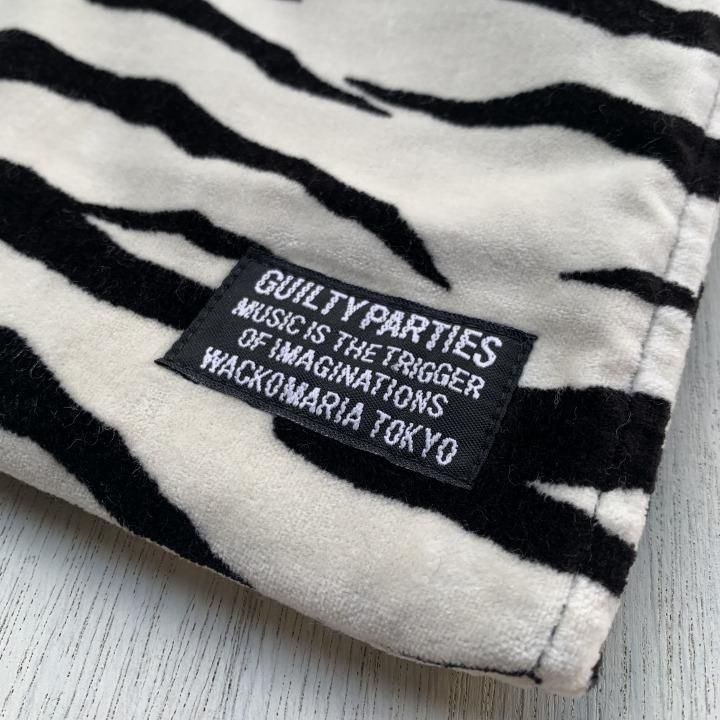 GUILTY PARTIES
MUSIC IS THE TRIGGER
OF IMAGINATIONS
WACKOMARIA TOKYO